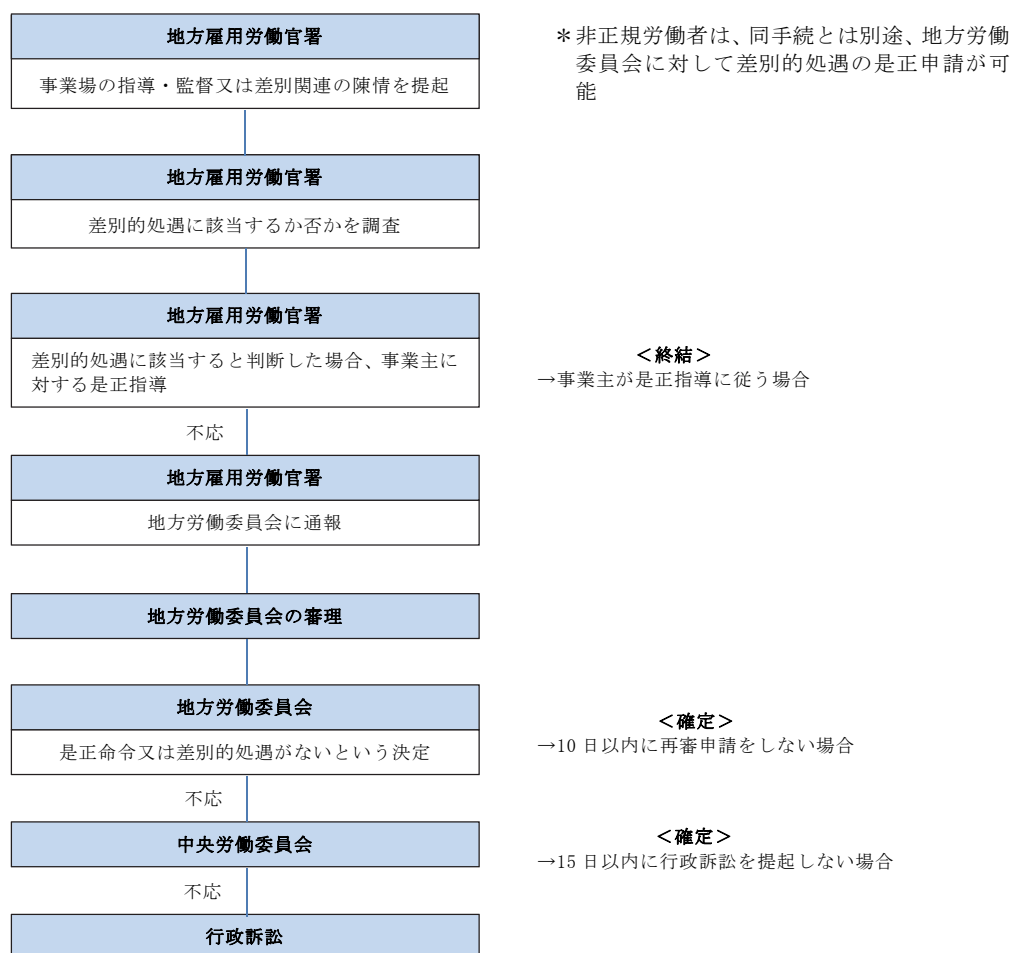 地方雇用労働官署
事業場の指導・監督又は差別関連の陳情を提起
＊非正規労働者は、同手続とは別途、地方労働
委員会に対して差別的処遇の是正申請が可
能
地方雇用労働官署
差別的処遇に該当するか否かを調査
地方雇用労働官署
差別的処遇に該当すると判断した場合、事業主に
対する是正指導
＜終結＞
→事業主が是正指導に従う場合
不応
地方雇用労働官署
地方労働委員会に通報
地方労働委員会の審理
地方労働委員会
是正命令又は差別的処遇がないという決定
＜確定＞
→10 日以内に再審申請をしない場合
不応
中央労働委員会
＜確定＞
→15 日以内に行政訴訟を提起しない場合
不応
行政訴訟